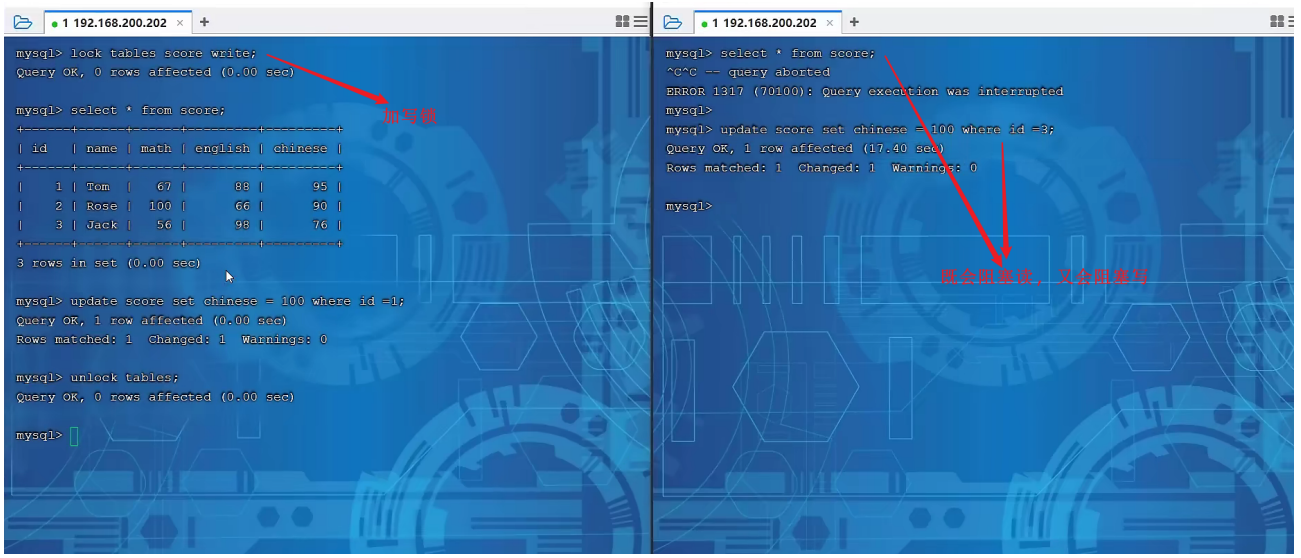 1 192.168.200.202 × +
mysql> lock tables score write;
Query OK, 0 rows affected (0.00 sec)
加写锁
mysql> select * from score;
+------+------+------+---------+---------+
| id   | name | math | english | chinese |
+------+------+------+---------+---------+
|    1 | Tom  |   67 |      88 |      95 |
|    2 | Rose |  100 |      66 |      90 |
|    3 | Jack |   56 |      98 |      76 |
+------+------+------+---------+---------+
3 rows in set (0.00 sec)
mysql> update score set chinese = 100 where id =1;
Query OK, 1 row affected (0.00 sec)
Rows matched: 1  Changed: 1  Warnings: 0
mysql> unlock tables;
Query OK, 0 rows affected (0.00 sec)
mysql>
1 192.168.200.202 × +
mysql> select * from score;
^C^C -- query aborted
ERROR 1317 (70100): Query execution was interrupted
mysql>
mysql> update score set chinese = 100 where id =3;
Query OK, 1 row affected (17.40 sec)
Rows matched: 1  Changed: 1  Warnings: 0
mysql>
既会阻塞读, 又会阻塞写